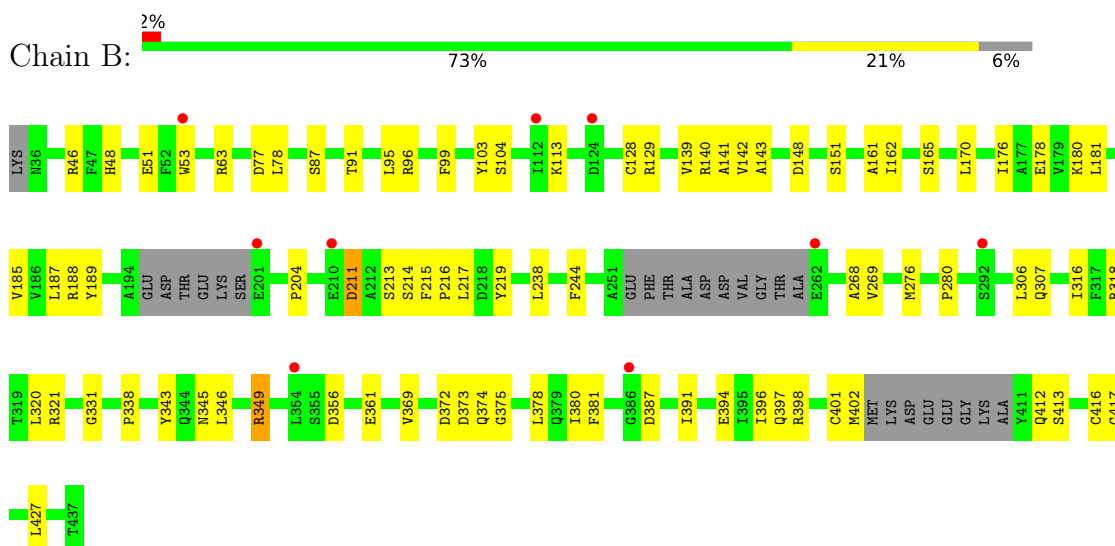 2%
Chain B:
73% 21% 6%
LYS N36 R46 F47 H48 E51 F52 W53 R63 D77 L78 S87 T91 L95 R96 F99 Y103 S104 I112 K113 D124 C128 R129 V139 R140 A141 V142 A143 D148 S151 A161 I162 S165 L170 I176 A177 E178 V179 K180 L181
V185 V186 L187 R188 Y189 A194 GLU ASP THR GLU LYS SER E201 P204 E210 D211 A212 S213 S214 F215 P216 L217 D218 Y219 L238 F244 A251 GLU PHE THR ALA ASP ASP VAL GLY THR ALA E262 A268 V269 M276 P280 S292 L306 Q307 I316 F317
T319 L320 R321 G331 P338 Y343 Q344 N345 L346 R349 L354 S355 D356 E361 V369 D372 D373 Q374 G375 L378 Q379 I380 F381 G386 D387 I391 E394 I395 I396 Q397 R398 C401 M402 MET LYS ASP GLU GLU GLY LYS ALA Y411 Q412 S413 C416
L427 T437